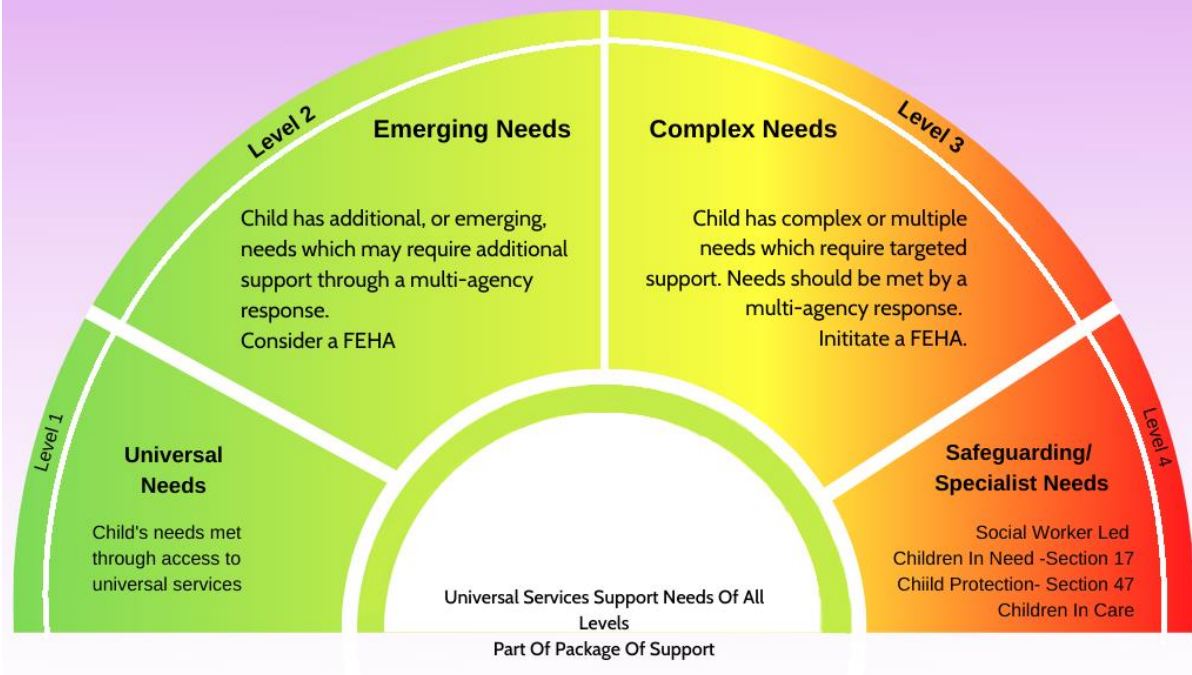 Level 1
Universal
Needs
Child's needs met
through access to
universal services
Level 2
Emerging Needs
Child has additional, or emerging,
needs which may require additional
support through a multi-agency
response.
Consider a FEHA
Complex Needs
Level 3
Child has complex or multiple
needs which require targeted
support. Needs should be met by a
multi-agency response.
Inititate a FEHA.
Level 4
Safeguarding/
Specialist Needs
Social Worker Led
Children In Need -Section 17
Chiild Protection- Section 47
Children In Care
Universal Services Support Needs Of All
Levels
Part Of Package Of Support